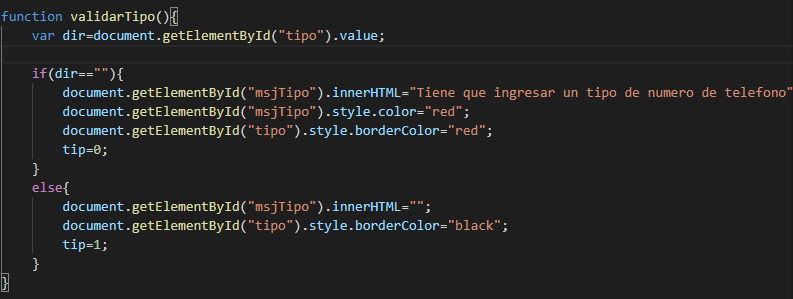 function validarTipo(){
var dir=document.getElementById("tipo").value;
if(dir==""){
document.getElementById("msjTipo").innerHTML="Tiene que ingresar un tipo de numero de telefono"
document.getElementById("msjTipo").style.color="red";
document.getElementById("tipo").style.borderColor="red";
tip=0;
}
else{
document.getElementById("msjTipo").innerHTML="";
document.getElementById("tipo").style.borderColor="black";
tip=1;
}
}